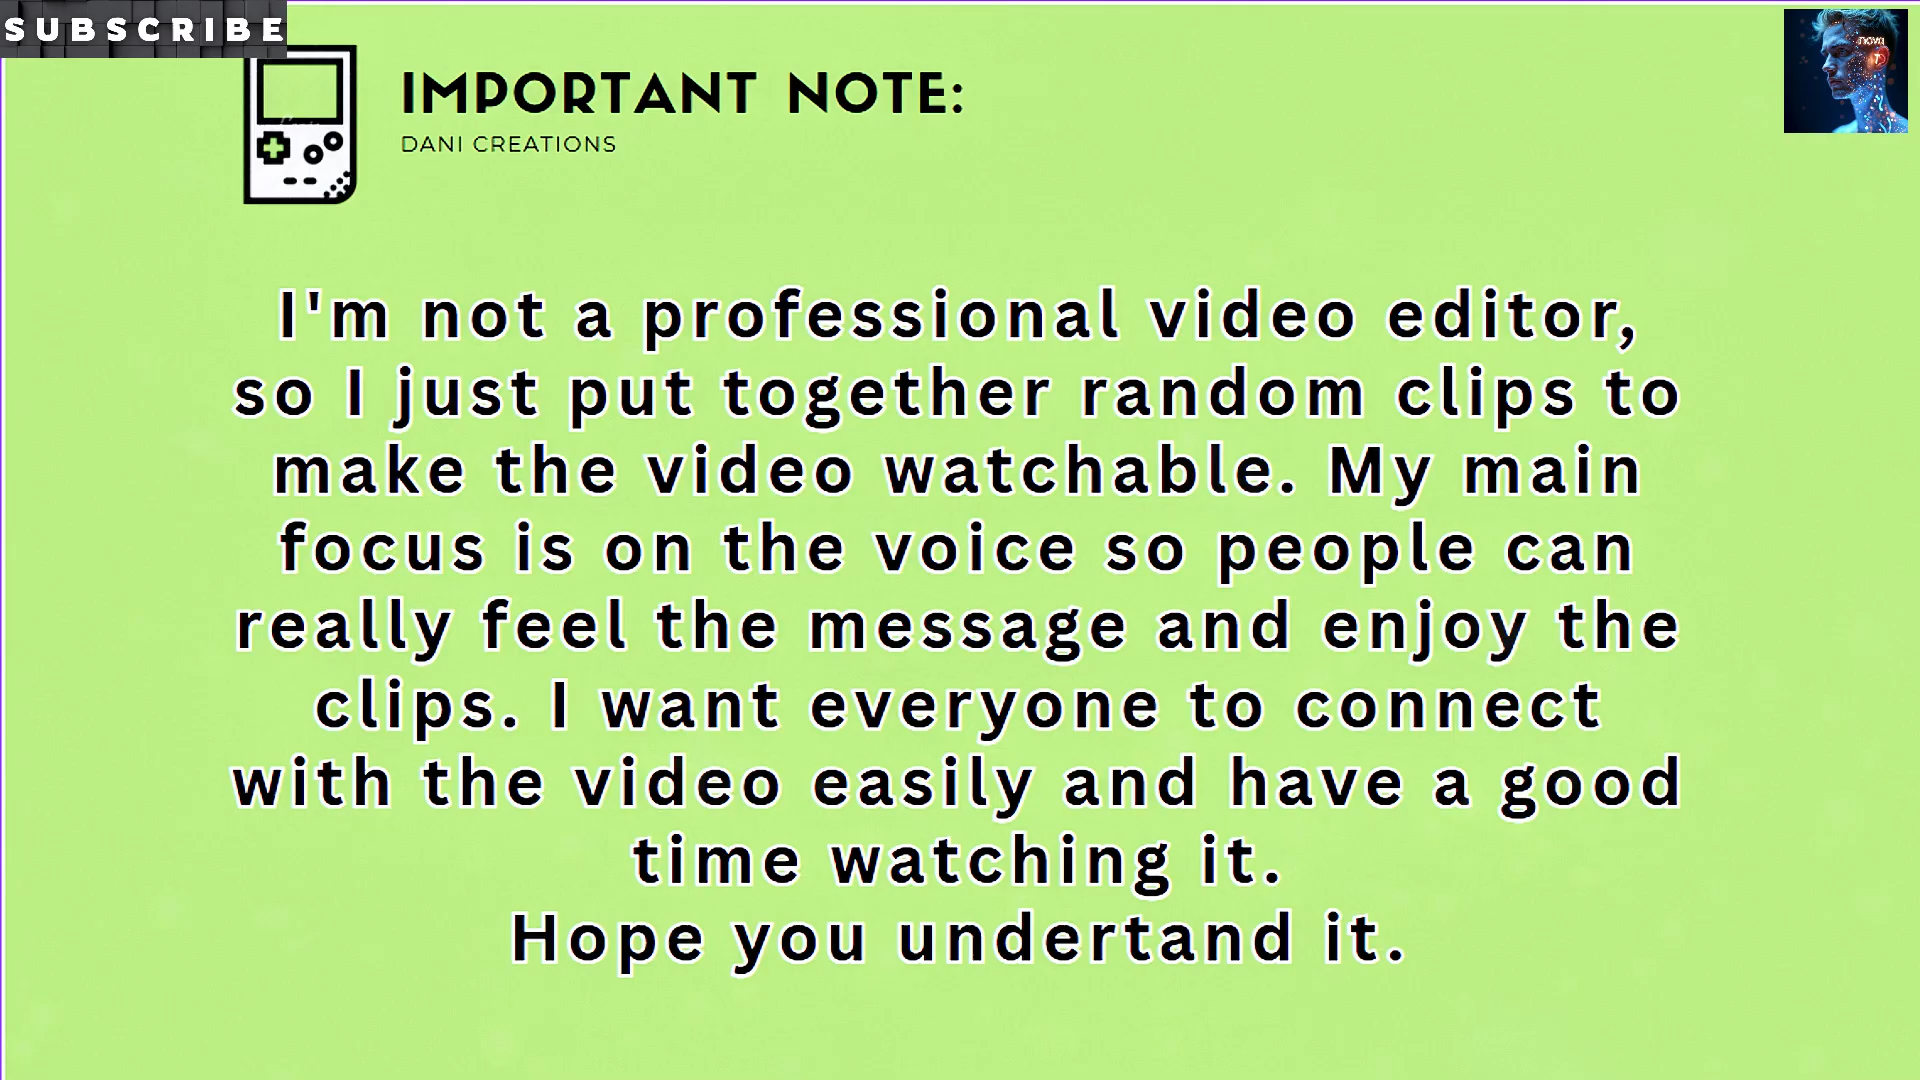 SUBSCRIBE
IMPORTANT NOTE:
DANI CREATIONS
nova
I'm not a professional video editor,
so I just put together random clips to
make the video watchable. My main
focus is on the voice so people can
really feel the message and enjoy the
clips. I want everyone to connect
with the video easily and have a good
time watching it.
Hope you undertand it.